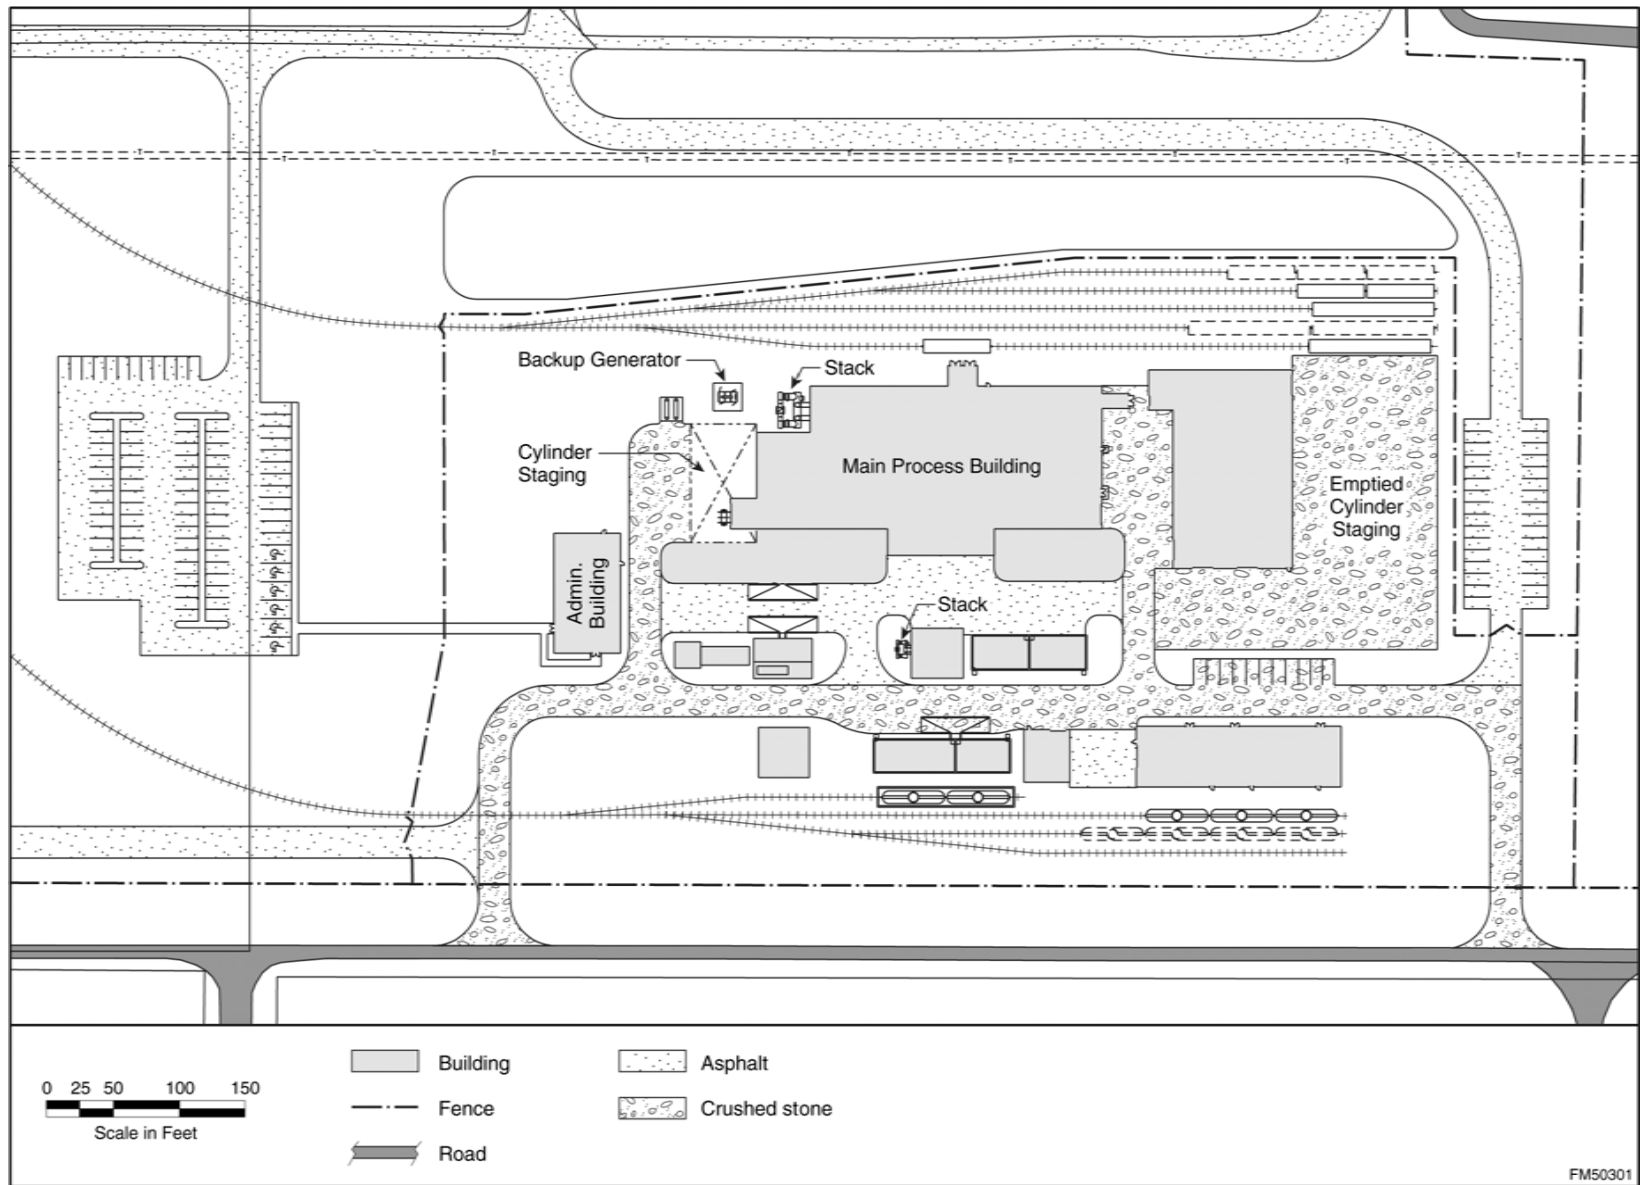 Backup Generator
Stack
Cylinder
Staging
Main Process Building
Emptied
Cylinder
Staging
Admin.
Building
Stack
0 25 50 100 150
Scale in Feet
Building
Fence
Road
Asphalt
Crushed stone
FM50301